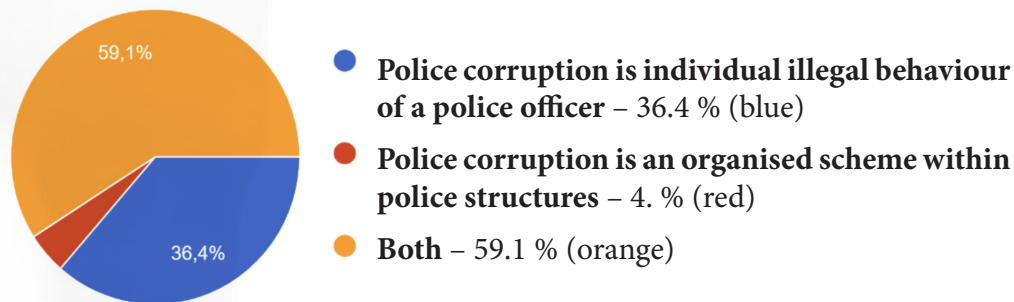 59,1%
36,4%
Police corruption is individual illegal behaviour
of a police officer – 36.4 % (blue)
Police corruption is an organised scheme within
police structures – 4. % (red)
Both – 59.1 % (orange)